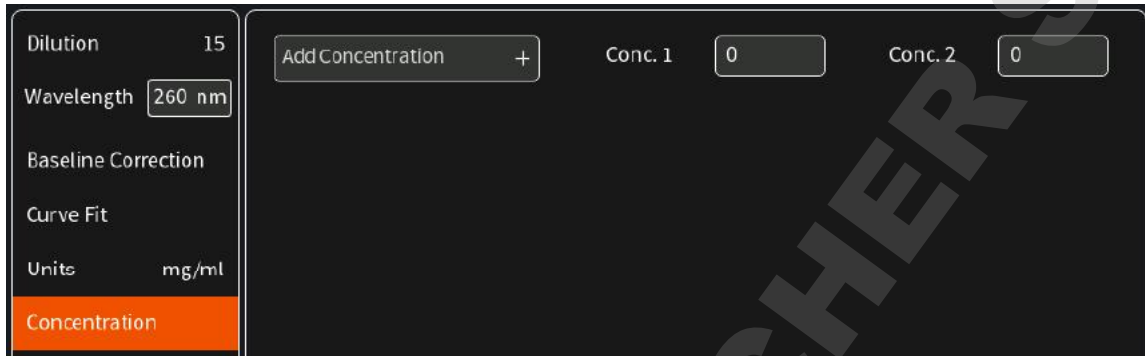 Dilution 15
Wavelength 260 nm
Baseline Correction
Curve Fit
Units mg/ml
Concentration
Add Concentration + Conc. 1 0 Conc. 2 0
CHER S